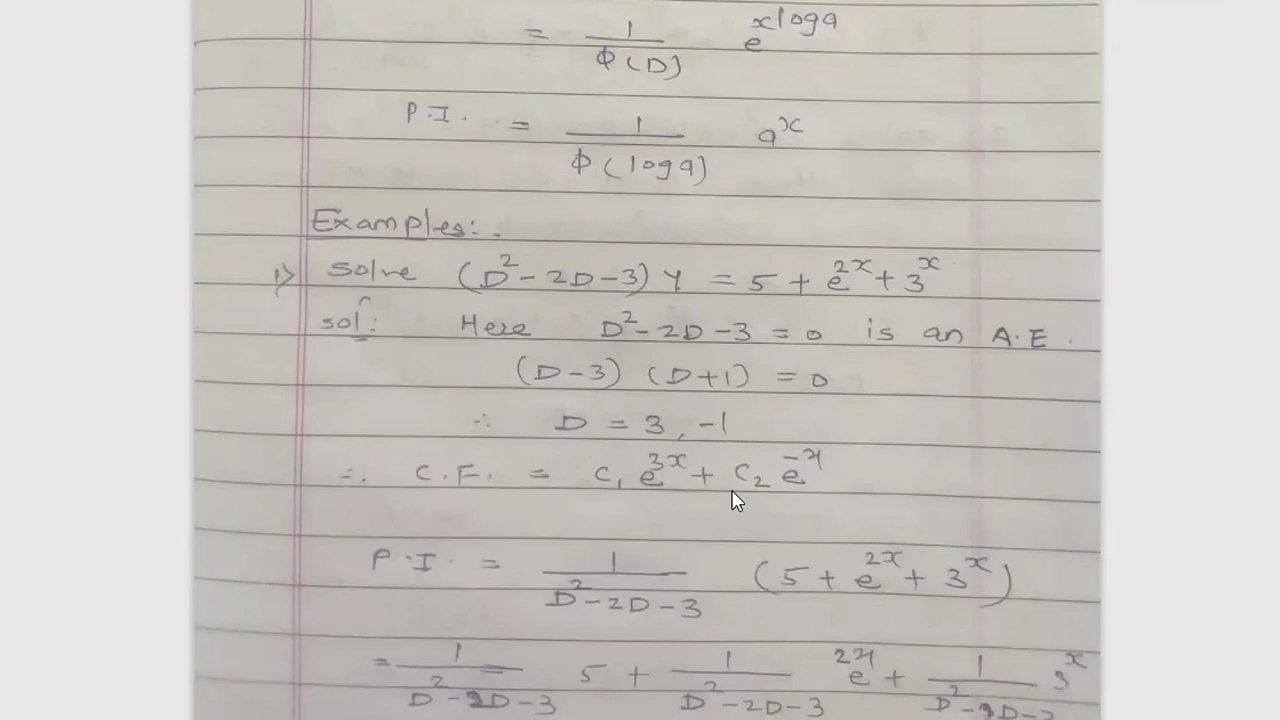 = 1/ϕ(D) e^(x log a)
P.I. = 1/ϕ(log a) a^x
Examples:.
1) Solve (D² - 2D - 3) y = 5 + e^(2x) + 3^x
sol^n: Here D² - 2D - 3 = 0 is an A.E.
(D-3) (D+1) = 0
∴ D = 3, -1
∴ C.F. = C₁ e^(3x) + C₂ e^(-x)
P.I. = 1/(D² - 2D - 3) (5 + e^(2x) + 3^x)
= 1/(D² - 2D - 3) 5 + 1/(D² - 2D - 3) e^(2x) + 1/(D² - 2D - 3) 3^x